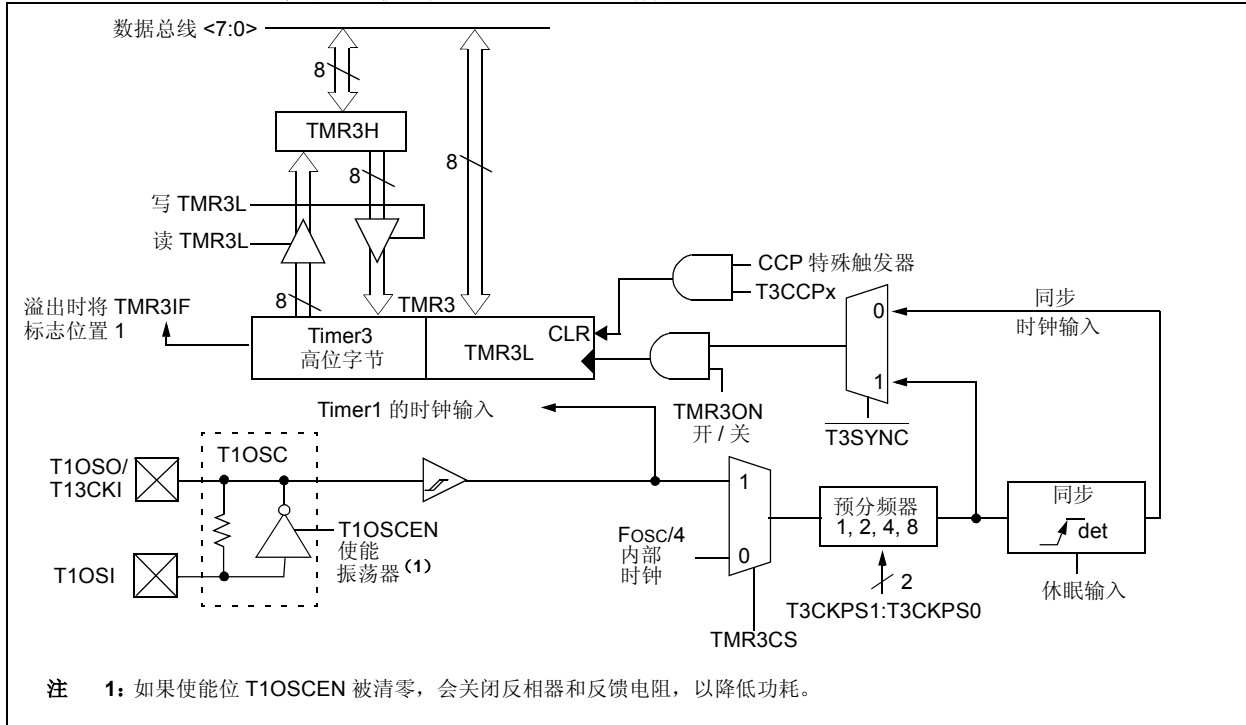 数据总线 <7:0>
8
TMR3H
8
8
写 TMR3L
读 TMR3L
CCP 特殊触发器
T3CCPx
8
TMR3
溢出时将 TMR3IF
标志位置 1
Timer3
高位字节
TMR3L
CLR
0
1
同步
时钟输入
TMR3ON
开 / 关
T3SYNC
Timer1 的时钟输入
T1OSC
T1OSO/
T13CKI
T1OSCEN
使能
振荡器(1)
T1OSI
FOSC/4
内部
时钟
1
0
预分频器
1, 2, 4, 8
同步
det
2
T3CKPS1:T3CKPS0
休眠输入
TMR3CS
注 1: 如果使能位 T1OSCEN 被清零，会关闭反相器和反馈电阻，以降低功耗。